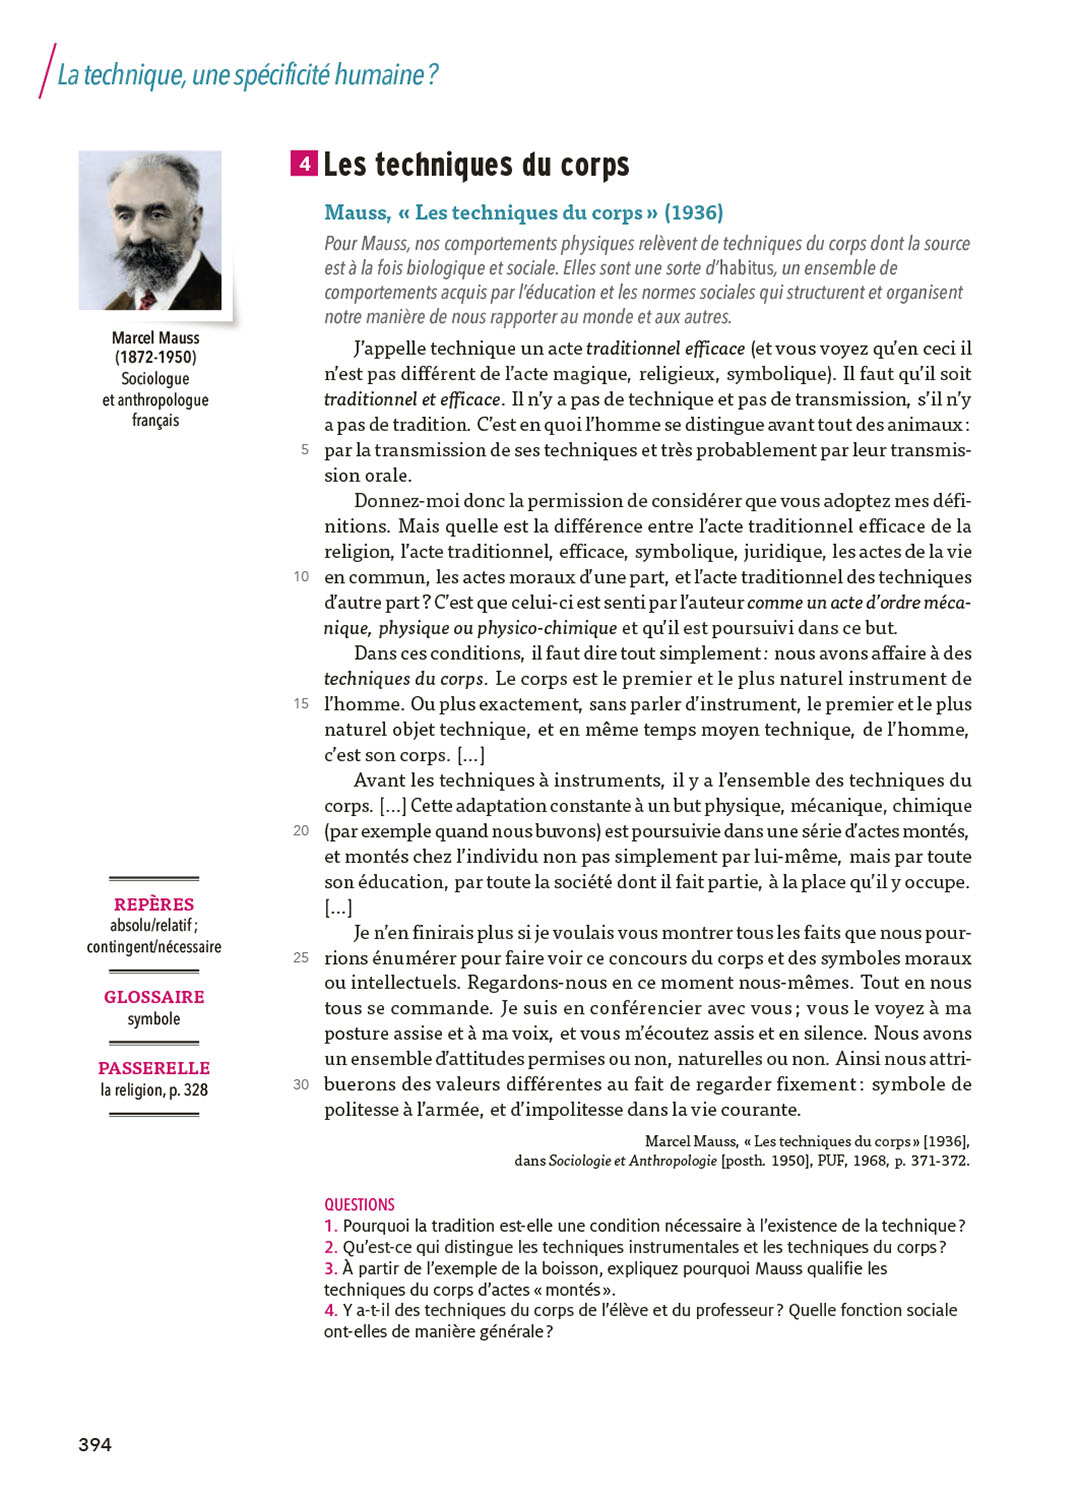 La technique, une spécificité humaine ?
4 Les techniques du corps
Mauss, « Les techniques du corps » (1936)
Pour Mauss, nos comportements physiques relèvent de techniques du corps dont la source
est à la fois biologique et sociale. Elles sont une sorte d’habitus, un ensemble de
comportements acquis par l’éducation et les normes sociales qui structurent et organisent
notre manière de nous rapporter au monde et aux autres.
Marcel Mauss
(1872-1950)
Sociologue
et anthropologue
français
J’appelle technique un acte traditionnel efficace (et vous voyez qu’en ceci il
n’est pas différent de l’acte magique, religieux, symbolique). Il faut qu’il soit
traditionnel et efficace. Il n’y a pas de technique et pas de transmission, s’il n’y
a pas de tradition. C’est en quoi l’homme se distingue avant tout des animaux :
5 par la transmission de ses techniques et très probablement par leur transmis-
sion orale.
Donnez-moi donc la permission de considérer que vous adoptez mes défi-
nitions. Mais quelle est la différence entre l’acte traditionnel efficace de la
religion, l’acte traditionnel, efficace, symbolique, juridique, les actes de la vie
10 en commun, les actes moraux d’une part, et l’acte traditionnel des techniques
d’autre part ? C’est que celui-ci est senti par l’auteur comme un acte d’ordre méca-
nique, physique ou physico-chimique et qu’il est poursuivi dans ce but.
Dans ces conditions, il faut dire tout simplement : nous avons affaire à des
techniques du corps. Le corps est le premier et le plus naturel instrument de
15 l’homme. Ou plus exactement, sans parler d’instrument, le premier et le plus
naturel objet technique, et en même temps moyen technique, de l’homme,
c’est son corps. [...]
Avant les techniques à instruments, il y a l’ensemble des techniques du
corps. [...] Cette adaptation constante à un but physique, mécanique, chimique
20 (par exemple quand nous buvons) est poursuivie dans une série d’actes montés,
et montés chez l’individu non pas simplement par lui-même, mais par toute
son éducation, par toute la société dont il fait partie, à la place qu’il y occupe.
[...]
Je n’en finirais plus si je voulais vous montrer tous les faits que nous pour-
25 rions énumérer pour faire voir ce concours du corps et des symboles moraux
ou intellectuels. Regardons-nous en ce moment nous-mêmes. Tout en nous
tous se commande. Je suis en conférencier avec vous ; vous le voyez à ma
posture assise et à ma voix, et vous m’écoutez assis et en silence. Nous avons
un ensemble d’attitudes permises ou non, naturelles ou non. Ainsi nous attri-
30 buerons des valeurs différentes au fait de regarder fixement : symbole de
politesse à l’armée, et d’impolitesse dans la vie courante.
Marcel Mauss, « Les techniques du corps » [1936],
dans Sociologie et Anthropologie [posth. 1950], PUF, 1968, p. 371-372.
REPÈRES
absolu/relatif ;
contingent/nécessaire
GLOSSAIRE
symbole
PASSERELLE
la religion, p. 328
QUESTIONS
1. Pourquoi la tradition est-elle une condition nécessaire à l’existence de la technique ?
2. Qu’est-ce qui distingue les techniques instrumentales et les techniques du corps ?
3. À partir de l’exemple de la boisson, expliquez pourquoi Mauss qualifie les
techniques du corps d’actes « montés ».
4. Y a-t-il des techniques du corps de l’élève et du professeur ? Quelle fonction sociale
ont-elles de manière générale ?
394